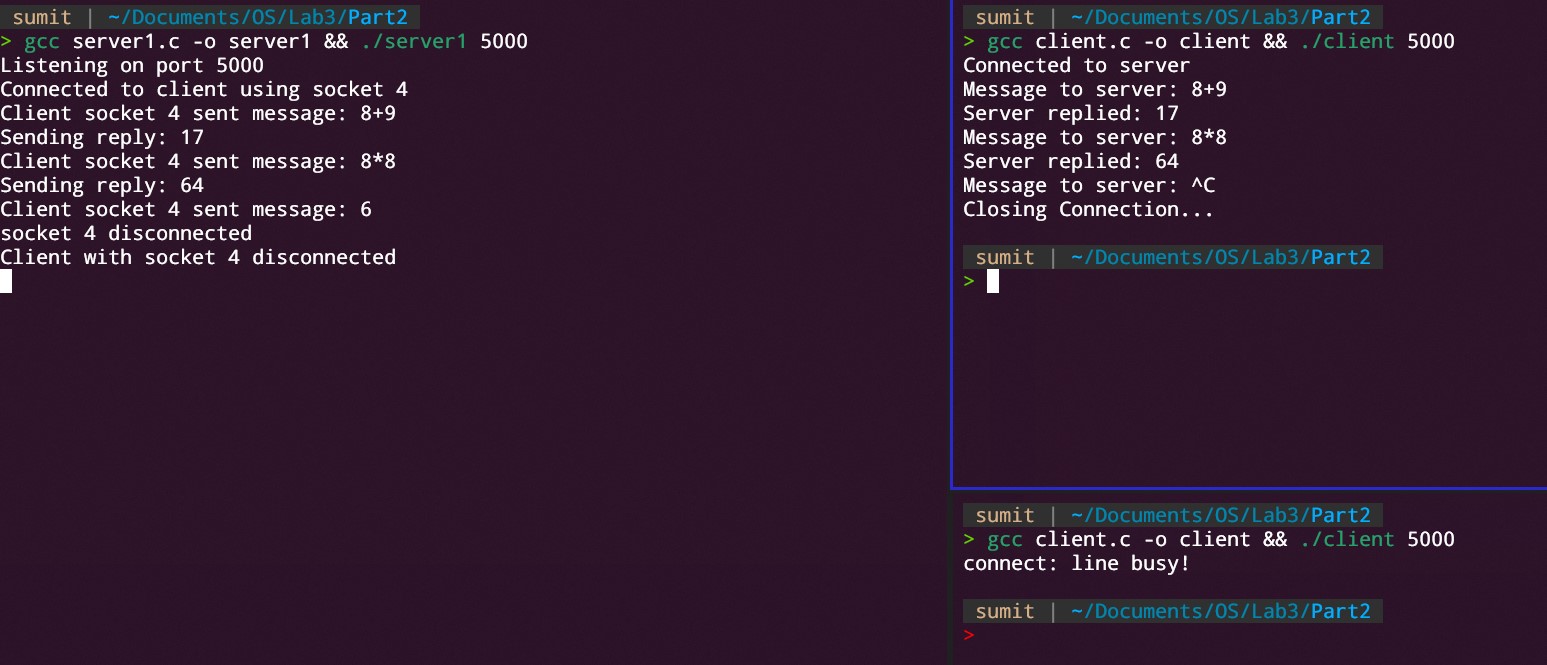 sumit | ~/Documents/OS/Lab3/Part2
> gcc server1.c -o server1 && ./server1 5000
Listening on port 5000
Connected to client using socket 4
Client socket 4 sent message: 8+9
Sending reply: 17
Client socket 4 sent message: 8*8
Sending reply: 64
Client socket 4 sent message: 6
socket 4 disconnected
Client with socket 4 disconnected
sumit | ~/Documents/OS/Lab3/Part2
> gcc client.c -o client && ./client 5000
Connected to server
Message to server: 8+9
Server replied: 17
Message to server: 8*8
Server replied: 64
Message to server: ^C
Closing Connection...
sumit | ~/Documents/OS/Lab3/Part2
>
sumit | ~/Documents/OS/Lab3/Part2
> gcc client.c -o client && ./client 5000
connect: line busy!
sumit | ~/Documents/OS/Lab3/Part2
>